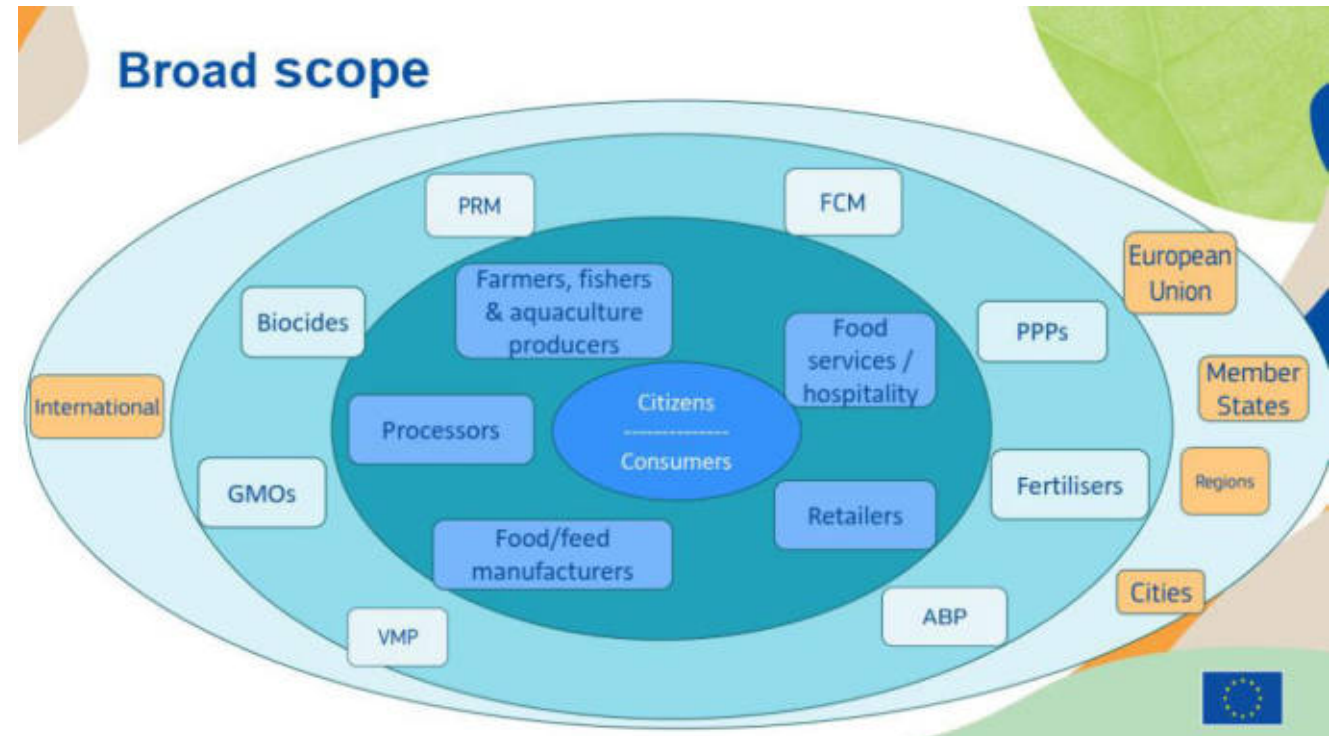 Broad scope
PRM
FCM
European
Union
Farmers, fishers
& aquaculture
producers
Biocides
Food
services /
hospitality
PPPs
Member
States
International
Citizens
--------------
Consumers
Processors
GMOs
Fertilisers
Regions
Retailers
Food/feed
manufacturers
Cities
ABP
VMP